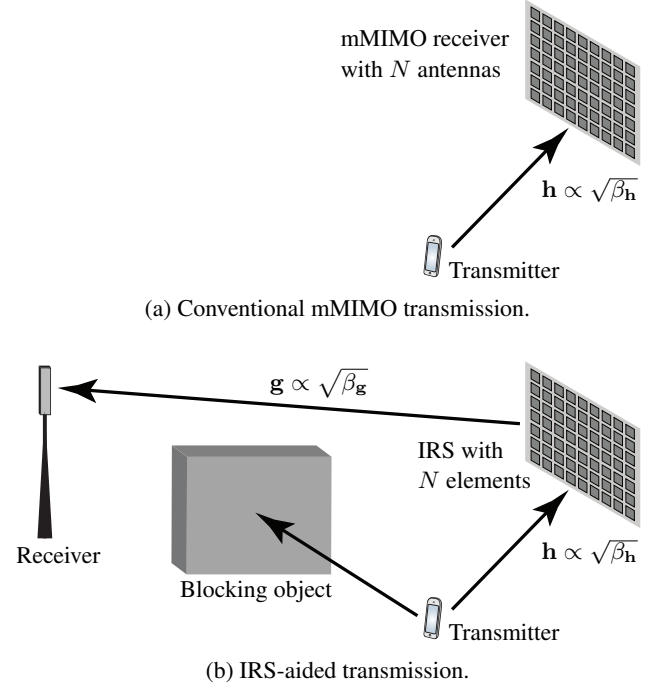 mMIMO receiver
with N antennas
h ∝ √β_h
Transmitter
(a) Conventional mMIMO transmission.
g ∝ √β_g
IRS with
N elements
h ∝ √β_h
Receiver
Blocking object
Transmitter
(b) IRS-aided transmission.